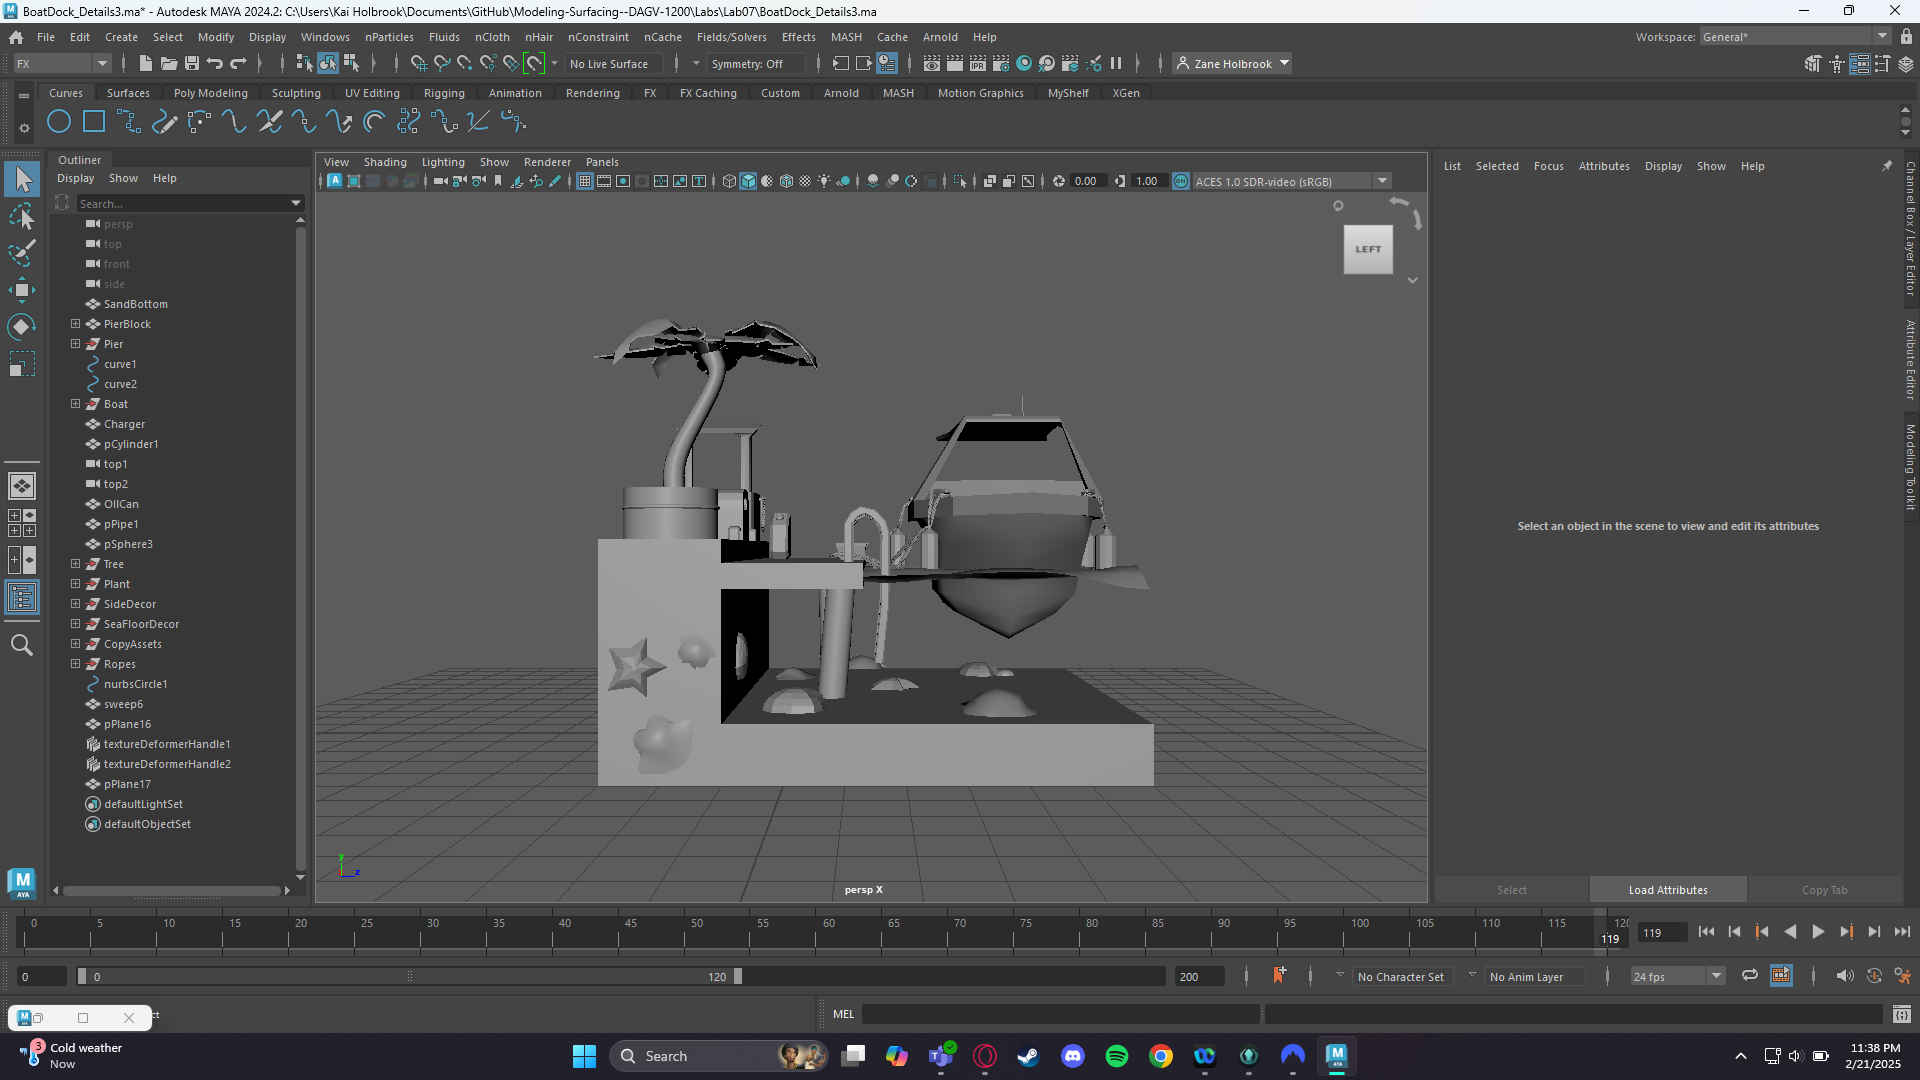 BoatDock_Details3.ma* - Autodesk MAYA 2024.2: C:\Users\Kai Holbrook\Documents\GitHub\Modeling-Surfacing--DAGV-1200\Labs\Lab07\BoatDock_Details3.ma
File Edit Create Select Modify Display Windows nParticles Fluids nCloth nHair nConstraint nCache Fields/Solvers Effects MASH Cache Arnold Help Workspace: General*
FX No Live Surface Symmetry: Off Zane Holbrook
Curves Surfaces Poly Modeling Sculpting UV Editing Rigging Animation Rendering FX FX Caching Custom Arnold MASH Motion Graphics MyShelf XGen
Outliner
Display Show Help
Search...
persp
top
front
side
SandBottom
PierBlock
Pier
curve1
curve2
Boat
Charger
pCylinder1
top1
top2
OIlCan
pPipe1
pSphere3
Tree
Plant
SideDecor
SeaFloorDecor
CopyAssets
Ropes
nurbsCircle1
sweep6
pPlane16
textureDeformerHandle1
textureDeformerHandle2
pPlane17
defaultLightSet
defaultObjectSet
View Shading Lighting Show Renderer Panels
0.00 1.00 ACES 1.0 SDR-video (sRGB)
LEFT
y
z
persp X
List Selected Focus Attributes Display Show Help
Select an object in the scene to view and edit its attributes
Select Load Attributes Copy Tab
Channel Box / Layer Editor
Attribute Editor
Modeling Toolkit
0 5 10 15 20 25 30 35 40 45 50 55 60 65 70 75 80 85 90 95 100 105 110 115 120
119
119
0 0 120 200 No Character Set No Anim Layer 24 fps
MEL
Cold weather
Now
3
Search
11:38 PM
2/21/2025